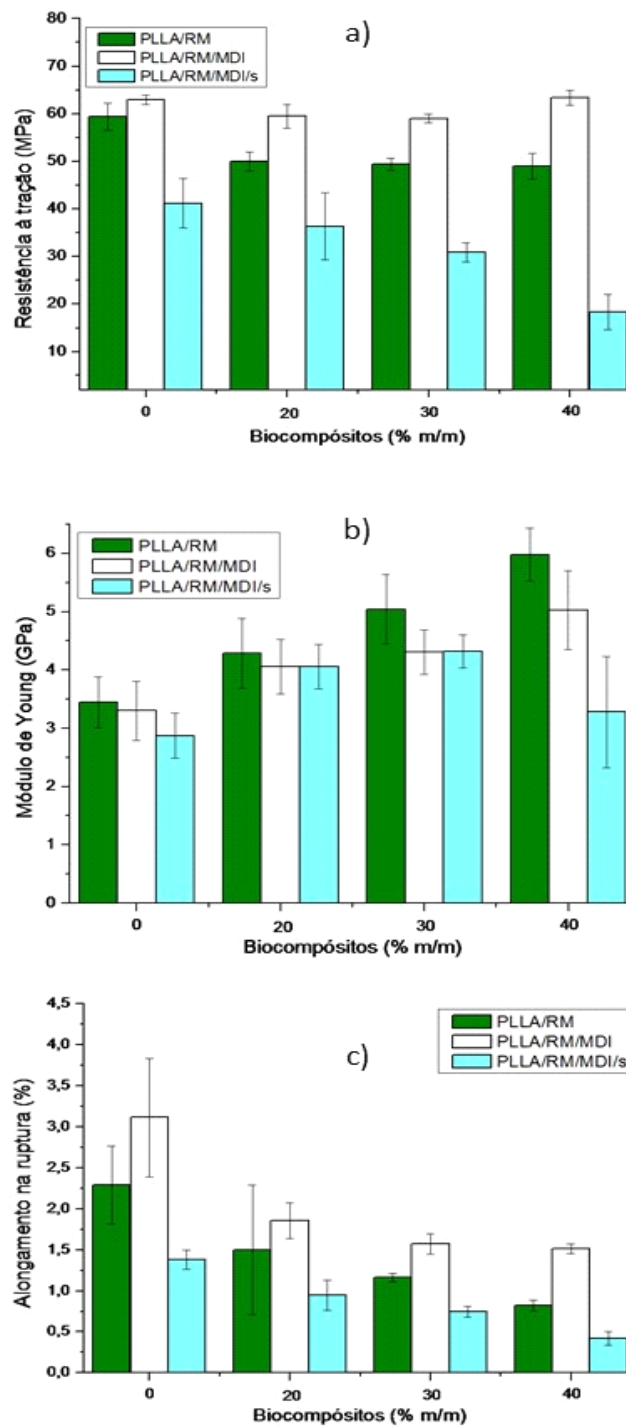 a)
PLLA/RM
PLLA/RM/MDI
PLLA/RM/MDI/s
Resistência à tração (MPa)
80
70
60
50
40
30
20
10
0
20
30
40
Biocompósitos (% m/m)
b)
PLLA/RM
PLLA/RM/MDI
PLLA/RM/MDI/s
Módulo de Young (GPa)
6
5
4
3
2
1
0
0
20
30
40
Biocompósitos (% m/m)
c)
PLLA/RM
PLLA/RM/MDI
PLLA/RM/MDI/s
Alongamento na ruptura (%)
4,5
4,0
3,5
3,0
2,5
2,0
1,5
1,0
0,5
0,0
0
20
30
40
Biocompósitos (% m/m)